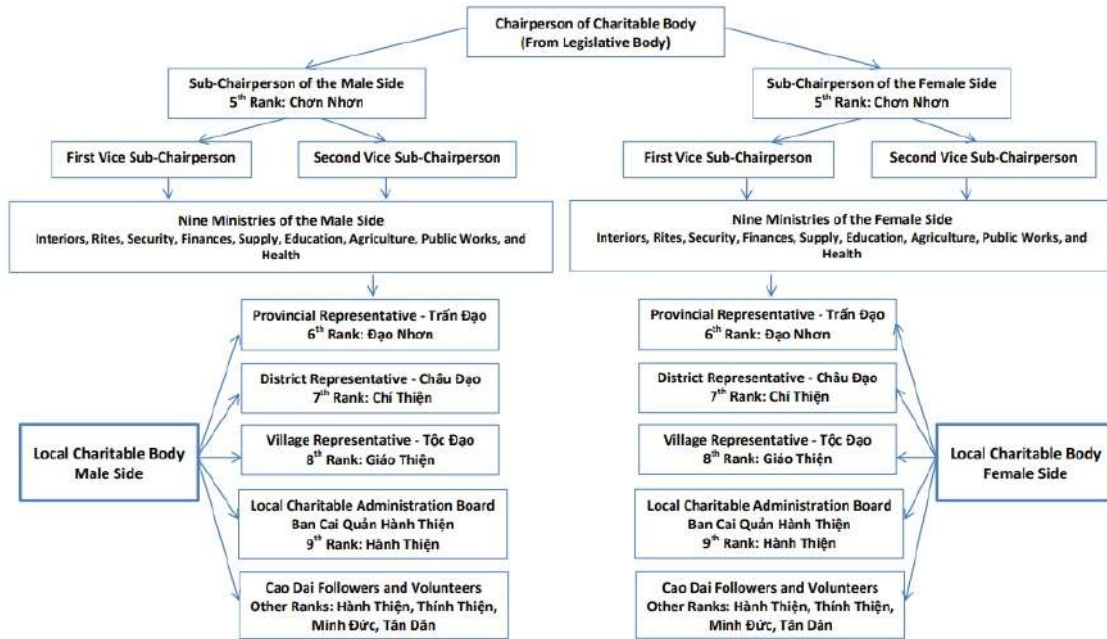 Chairperson of Charitable Body
(From Legislative Body)
Sub-Chairperson of the Male Side
5th Rank: Chơn Nhơn
Sub-Chairperson of the Female Side
5th Rank: Chơn Nhơn
First Vice Sub-Chairperson
Second Vice Sub-Chairperson
First Vice Sub-Chairperson
Second Vice Sub-Chairperson
Nine Ministries of the Male Side
Interiors, Rites, Security, Finances, Supply, Education, Agriculture, Public Works, and
Health
Nine Ministries of the Female Side
Interiors, Rites, Security, Finances, Supply, Education, Agriculture, Public Works, and
Health
Local Charitable Body
Male Side
Provincial Representative - Trấn Đạo
6th Rank: Đạo Nhơn
District Representative - Châu Đạo
7th Rank: Chí Thiện
Village Representative - Tộc Đạo
8th Rank: Giáo Thiện
Local Charitable Administration Board
Ban Cai Quản Hành Thiện
9th Rank: Hành Thiện
Cao Dai Followers and Volunteers
Other Ranks: Hành Thiện, Thính Thiện,
Minh Đức, Tân Dân
Provincial Representative - Trấn Đạo
6th Rank: Đạo Nhơn
District Representative - Châu Đạo
7th Rank: Chí Thiện
Village Representative - Tộc Đạo
8th Rank: Giáo Thiện
Local Charitable Administration Board
Ban Cai Quản Hành Thiện
9th Rank: Hành Thiện
Cao Dai Followers and Volunteers
Other Ranks: Hành Thiện, Thính Thiện,
Minh Đức, Tân Dân
Local Charitable Body
Female Side